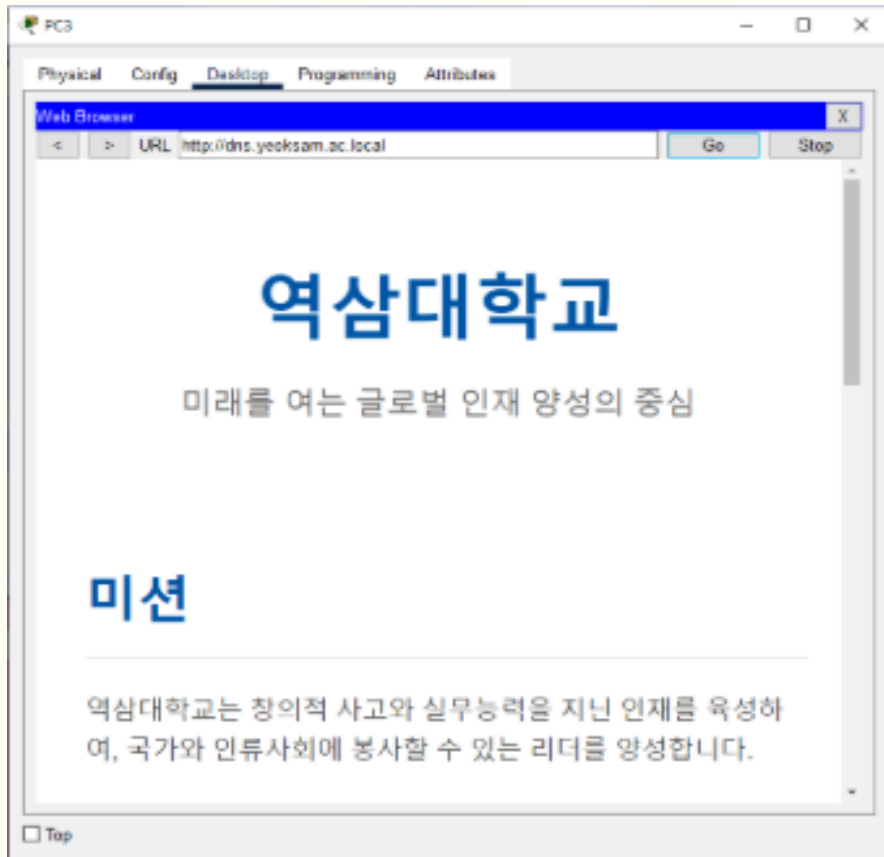 PC3
Physical Config Desktop Programming Attributes
Web Browser X
< > URL http://dns.yeoksam.ac.local Go Stop
역삼대학교
미래를 여는 글로벌 인재 양성의 중심
미션
역삼대학교는 창의적 사고와 실무능력을 지닌 인재를 육성하
여, 국가와 인류사회에 봉사할 수 있는 리더를 양성합니다.
Top